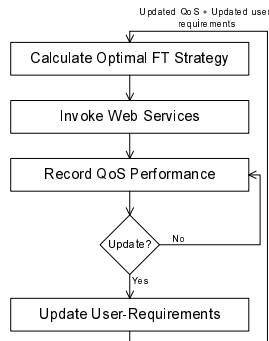 Updated QoS + Updated user
requirements
Calculate Optimal FT Strategy
Invoke Web Services
Record QoS Performance
Update?
No
Yes
Update User-Requirements